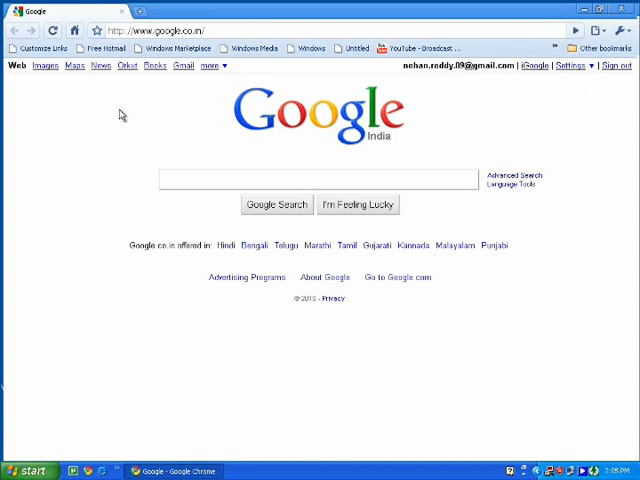 Google
http://www.google.co.in/
Customize Links Free Hotmail Windows Marketplace Windows Media Windows Untitled YouTube - Broadcast ... » Other bookmarks
Web Images Maps News Orkut Books Gmail more ▼ nehan.reddy.09@gmail.com | iGoogle | Settings ▼ | Sign out
Google
India
Advanced Search
Language Tools
Google Search I'm Feeling Lucky
Google.co.in offered in: Hindi Bengali Telugu Marathi Tamil Gujarati Kannada Malayalam Punjabi
Advertising Programs About Google Go to Google.com
© 2010 - Privacy
start Google - Google Chrome 2:05 PM